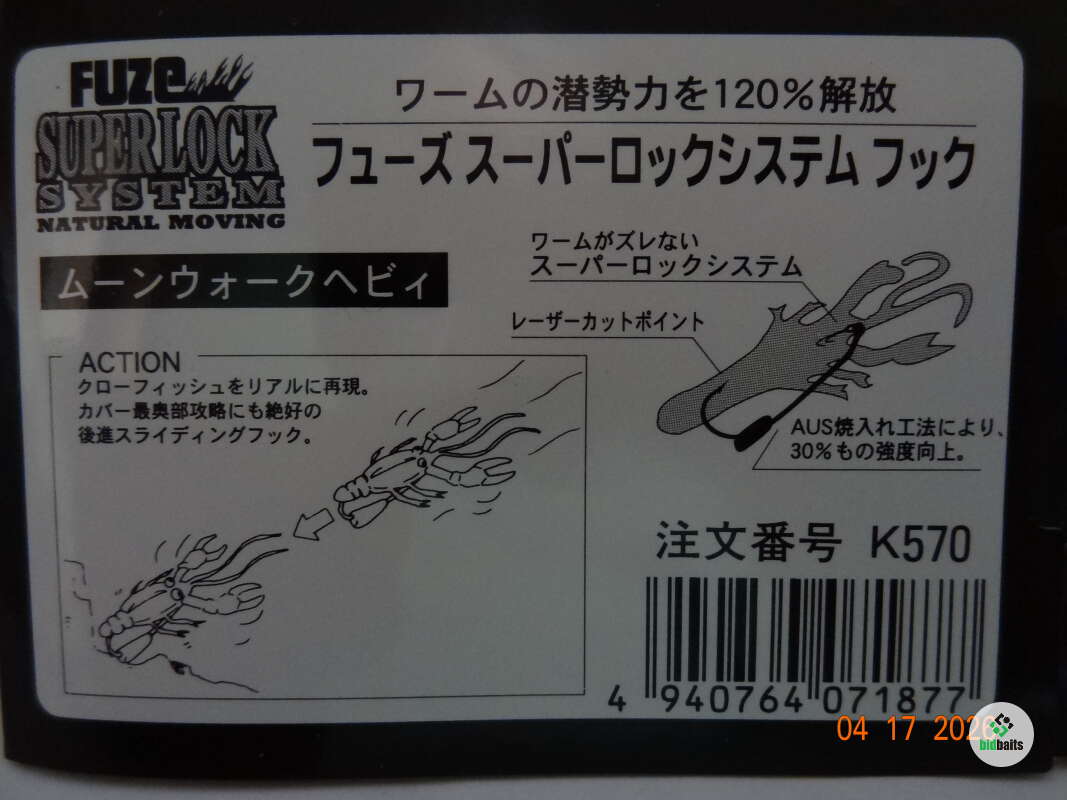 FUZE
SUPER LOCK
SYSTEM
NATURAL MOVING
ワームの潜勢力を120%解放
フューズ スーパーロックシステム フック
ムーンウォークヘビィ
ワームがズレない
スーパーロックシステム
レーザーカットポイント
AUS焼入れ工法により、
30%もの強度向上。
ACTION
クローフィッシュをリアルに再現。
カバー最奥部攻略にも絶好の
後進スライディングフック。
注文番号 K570
4 940764 071877
04 17
bidbaits